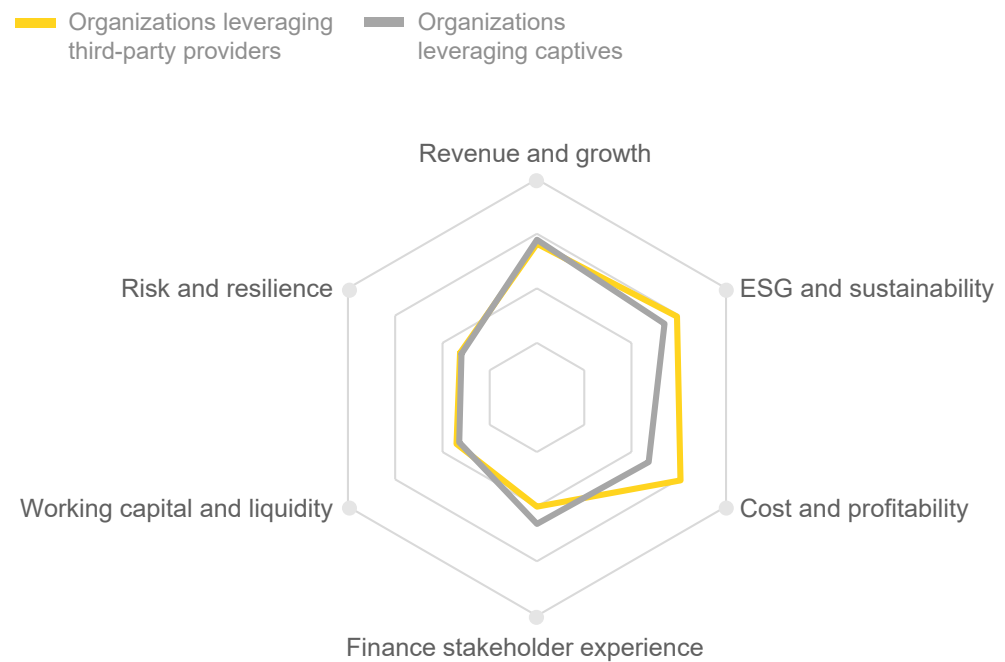 Organizations leveraging
third-party providers
Organizations
leveraging captives
Revenue and growth
Risk and resilience
ESG and sustainability
Working capital and liquidity
Cost and profitability
Finance stakeholder experience